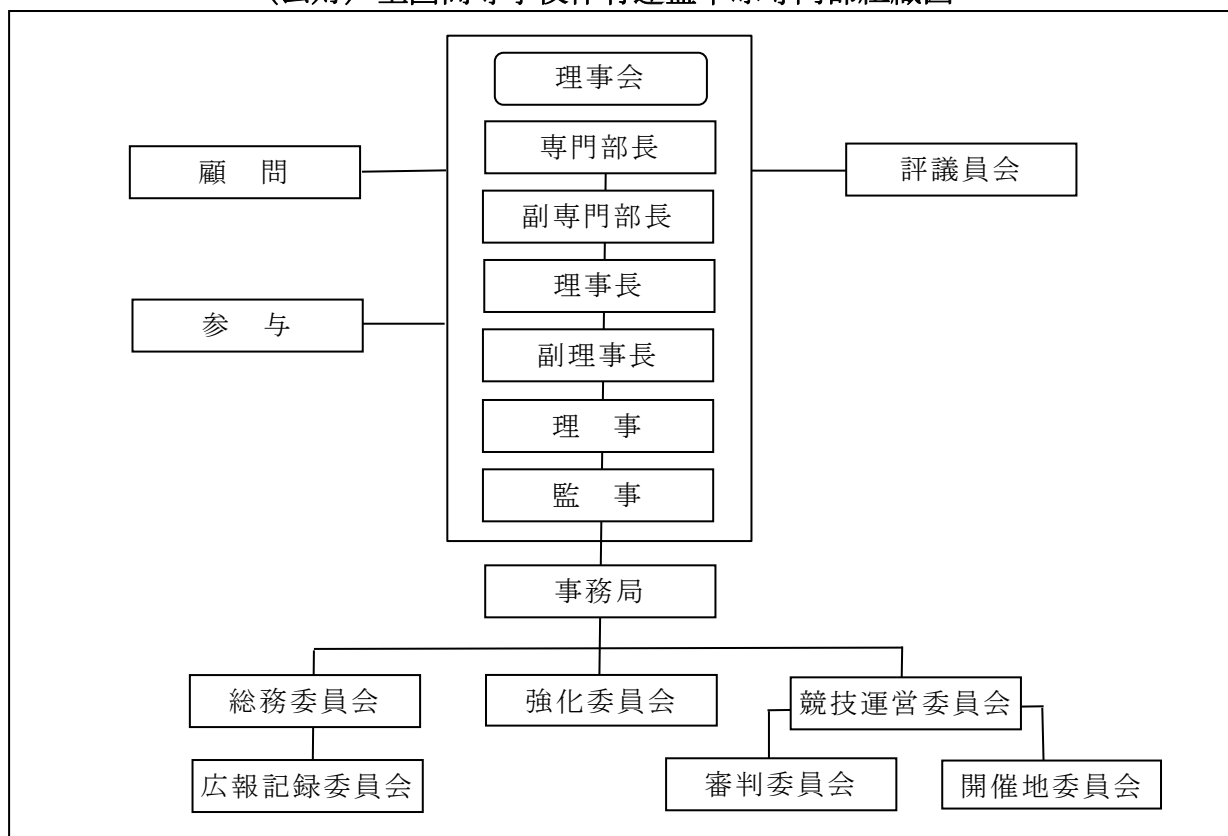 理事会
専門部長
顧　問
評議員会
副専門部長
理事長
参　与
副理事長
理　事
監　事
事務局
総務委員会
強化委員会
競技運営委員会
広報記録委員会
審判委員会
開催地委員会